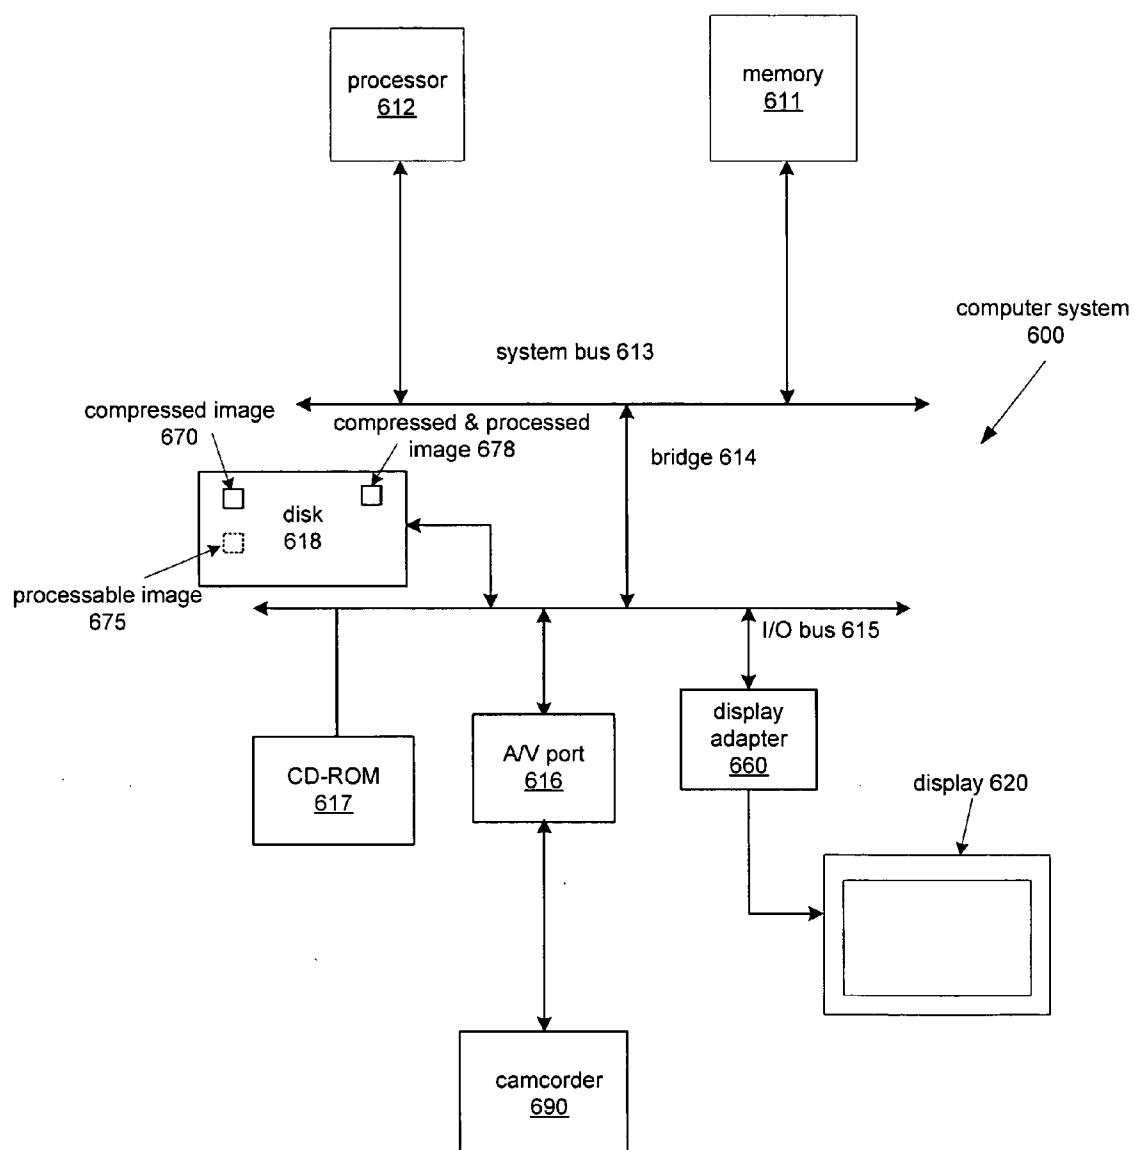 processor
612
memory
611
computer system
600
system bus 613
compressed image
670
compressed & processed
image 678
bridge 614
disk
618
processable image
675
I/O bus 615
CD-ROM
617
A/V port
616
display
adapter
660
display 620
camcorder
690